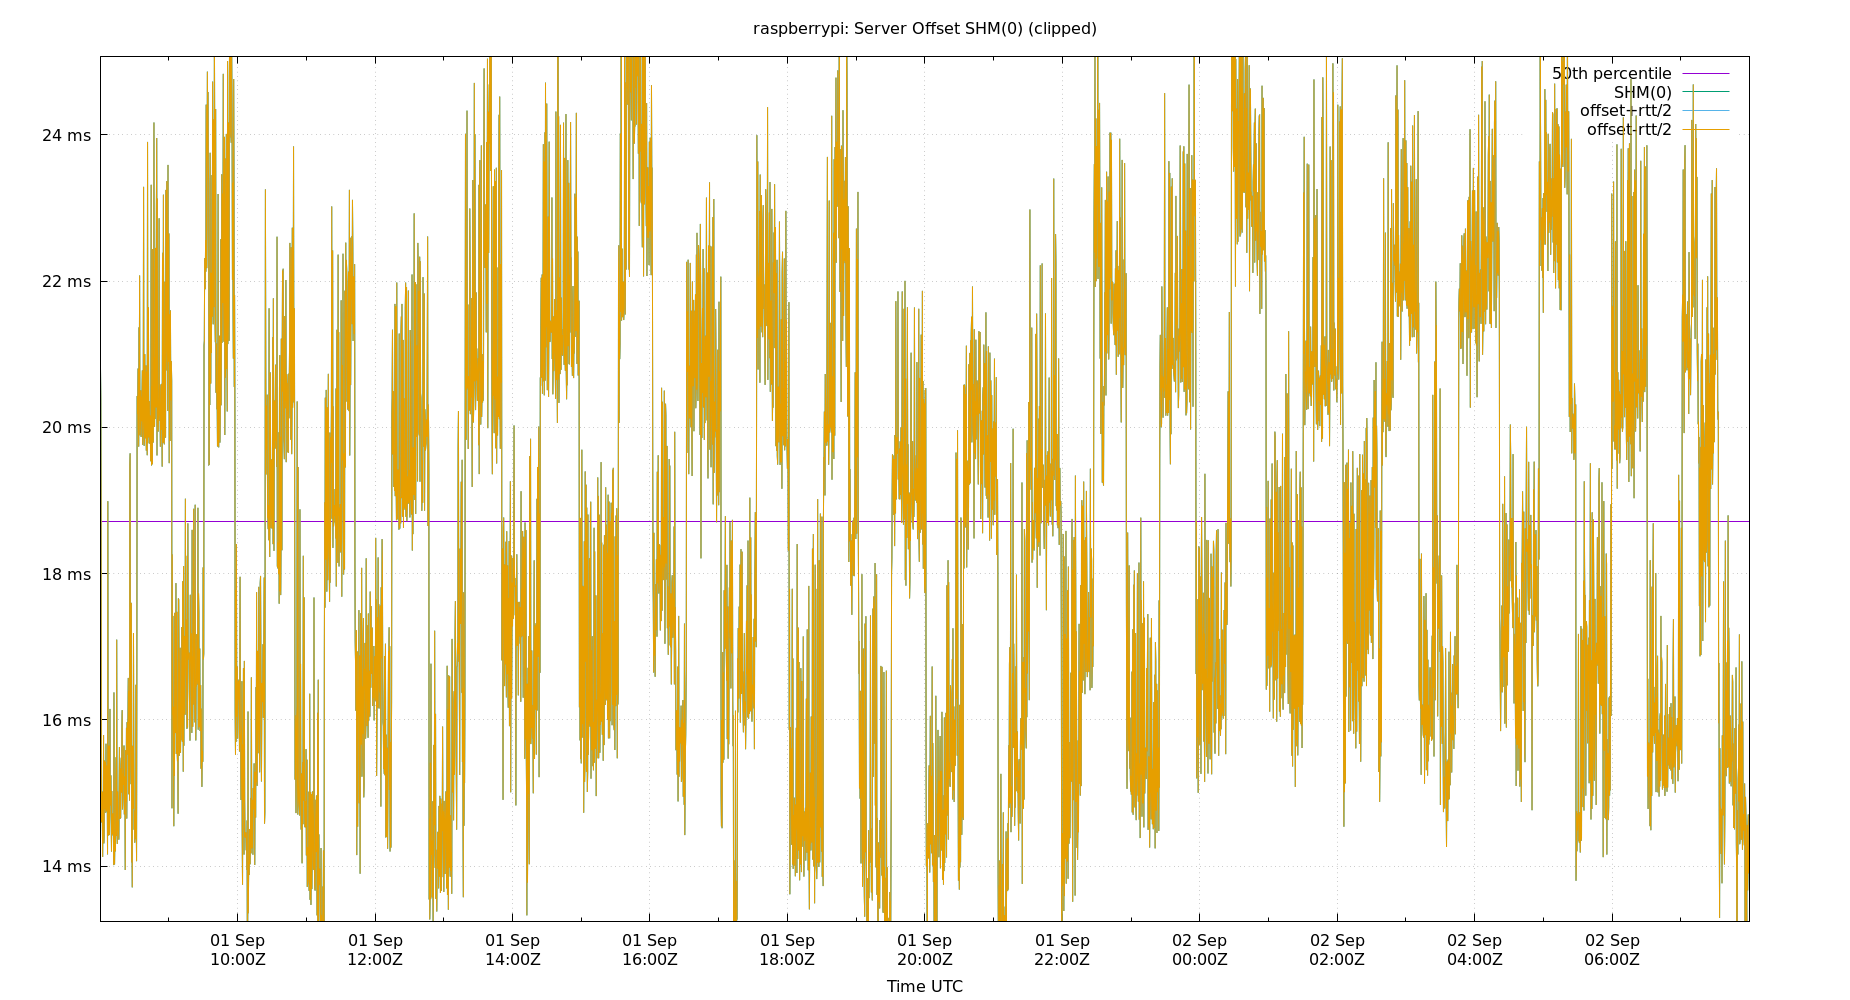 raspberrypi: Server Offset SHM(0) (clipped)
50th percentile
SHM(0)
offset+rtt/2
offset-rtt/2
24 ms
22 ms
20 ms
18 ms
16 ms
14 ms
01 Sep 01 Sep 01 Sep 01 Sep 01 Sep 01 Sep 01 Sep 02 Sep 02 Sep 02 Sep 02 Sep
10:00Z 12:00Z 14:00Z 16:00Z 18:00Z 20:00Z 22:00Z 00:00Z 02:00Z 04:00Z 06:00Z
Time UTC